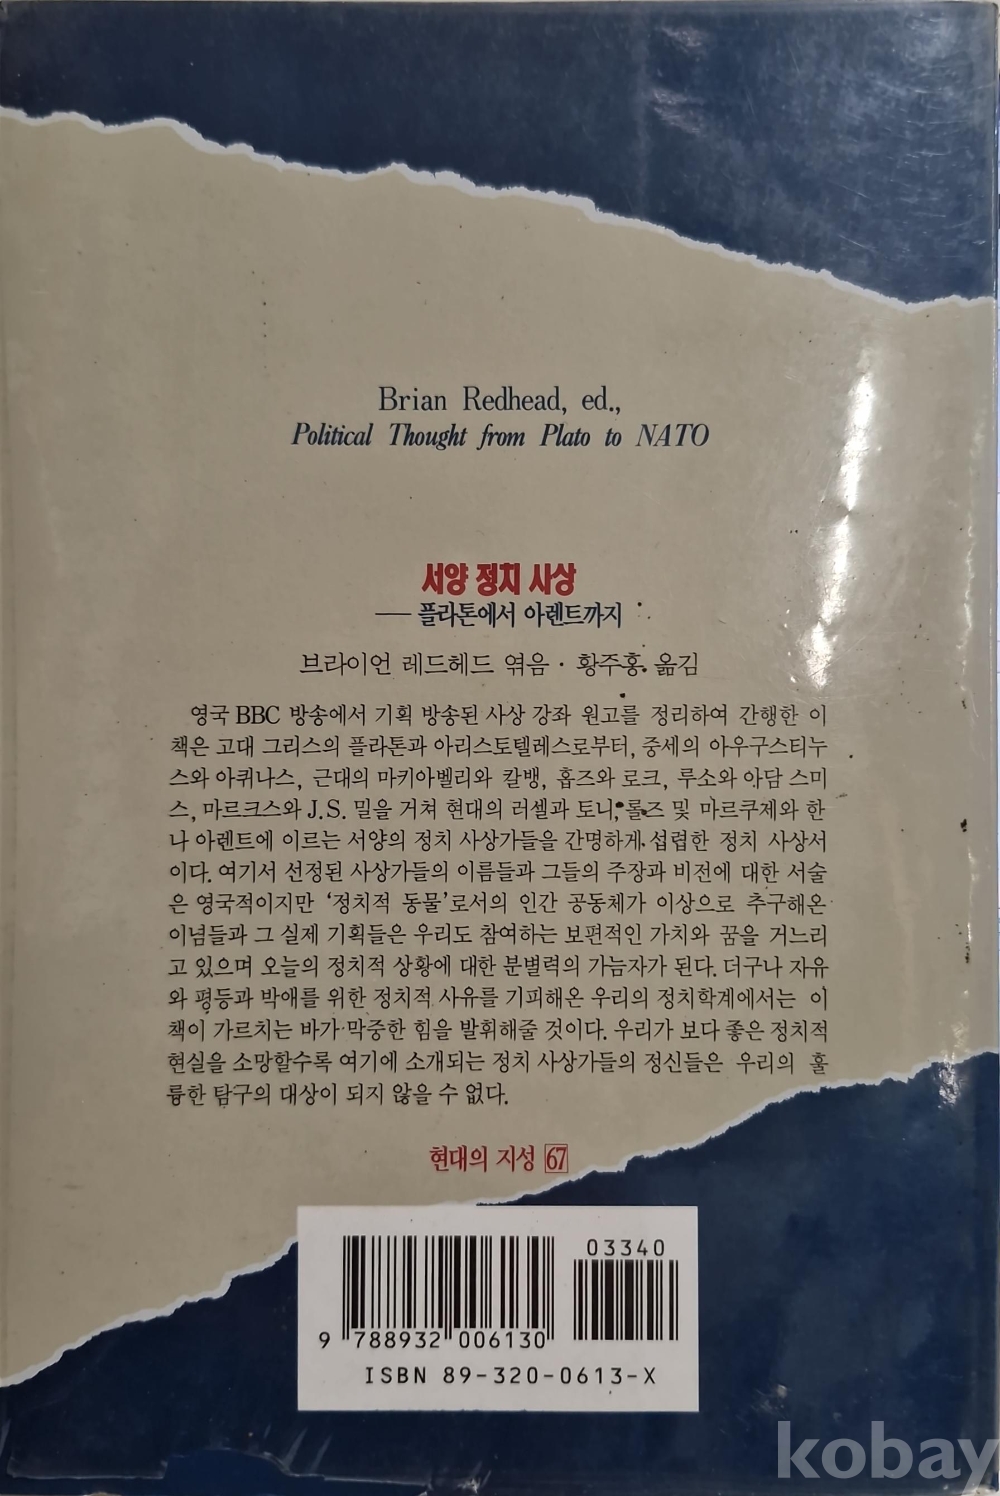 Brian Redhead, ed.,
Political Thought from Plato to NATO
서양 정치 사상
── 플라톤에서 아렌트까지
브라이언 레드헤드 엮음 · 황주홍 옮김
영국 BBC 방송에서 기획 방송된 사상 강좌 원고를 정리하여 간행한 이
책은 고대 그리스의 플라톤과 아리스토텔레스로부터, 중세의 아우구스티누
스와 아퀴나스, 근대의 마키아벨리와 칼뱅, 홉즈와 로크, 루소와 아담 스미
스, 마르크스와 J.S. 밀을 거쳐 현대의 러셀과 토니, 롤즈 및 마르쿠제와 한
나 아렌트에 이르는 서양의 정치 사상가들을 간명하게 섭렵한 정치 사상서
이다. 여기서 선정된 사상가들의 이름들과 그들의 주장과 비전에 대한 서술
은 영국적이지만 '정치적 동물'로서의 인간 공동체가 이상으로 추구해온
이념들과 그 실제 기획들은 우리도 참여하는 보편적인 가치와 꿈을 거느리
고 있으며 오늘의 정치적 상황에 대한 분별력의 가늠자가 된다. 더구나 자유
와 평등과 박애를 위한 정치적 사유를 기피해온 우리의 정치학계에서는 이
책이 가르치는 바가 막중한 힘을 발휘해줄 것이다. 우리가 보다 좋은 정치적
현실을 소망할수록 여기에 소개되는 정치 사상가들의 정신들은 우리의 훌
륭한 탐구의 대상이 되지 않을 수 없다.
현대의 지성 67
03340
9 788932 006130
ISBN 89-320-0613-X
kobay